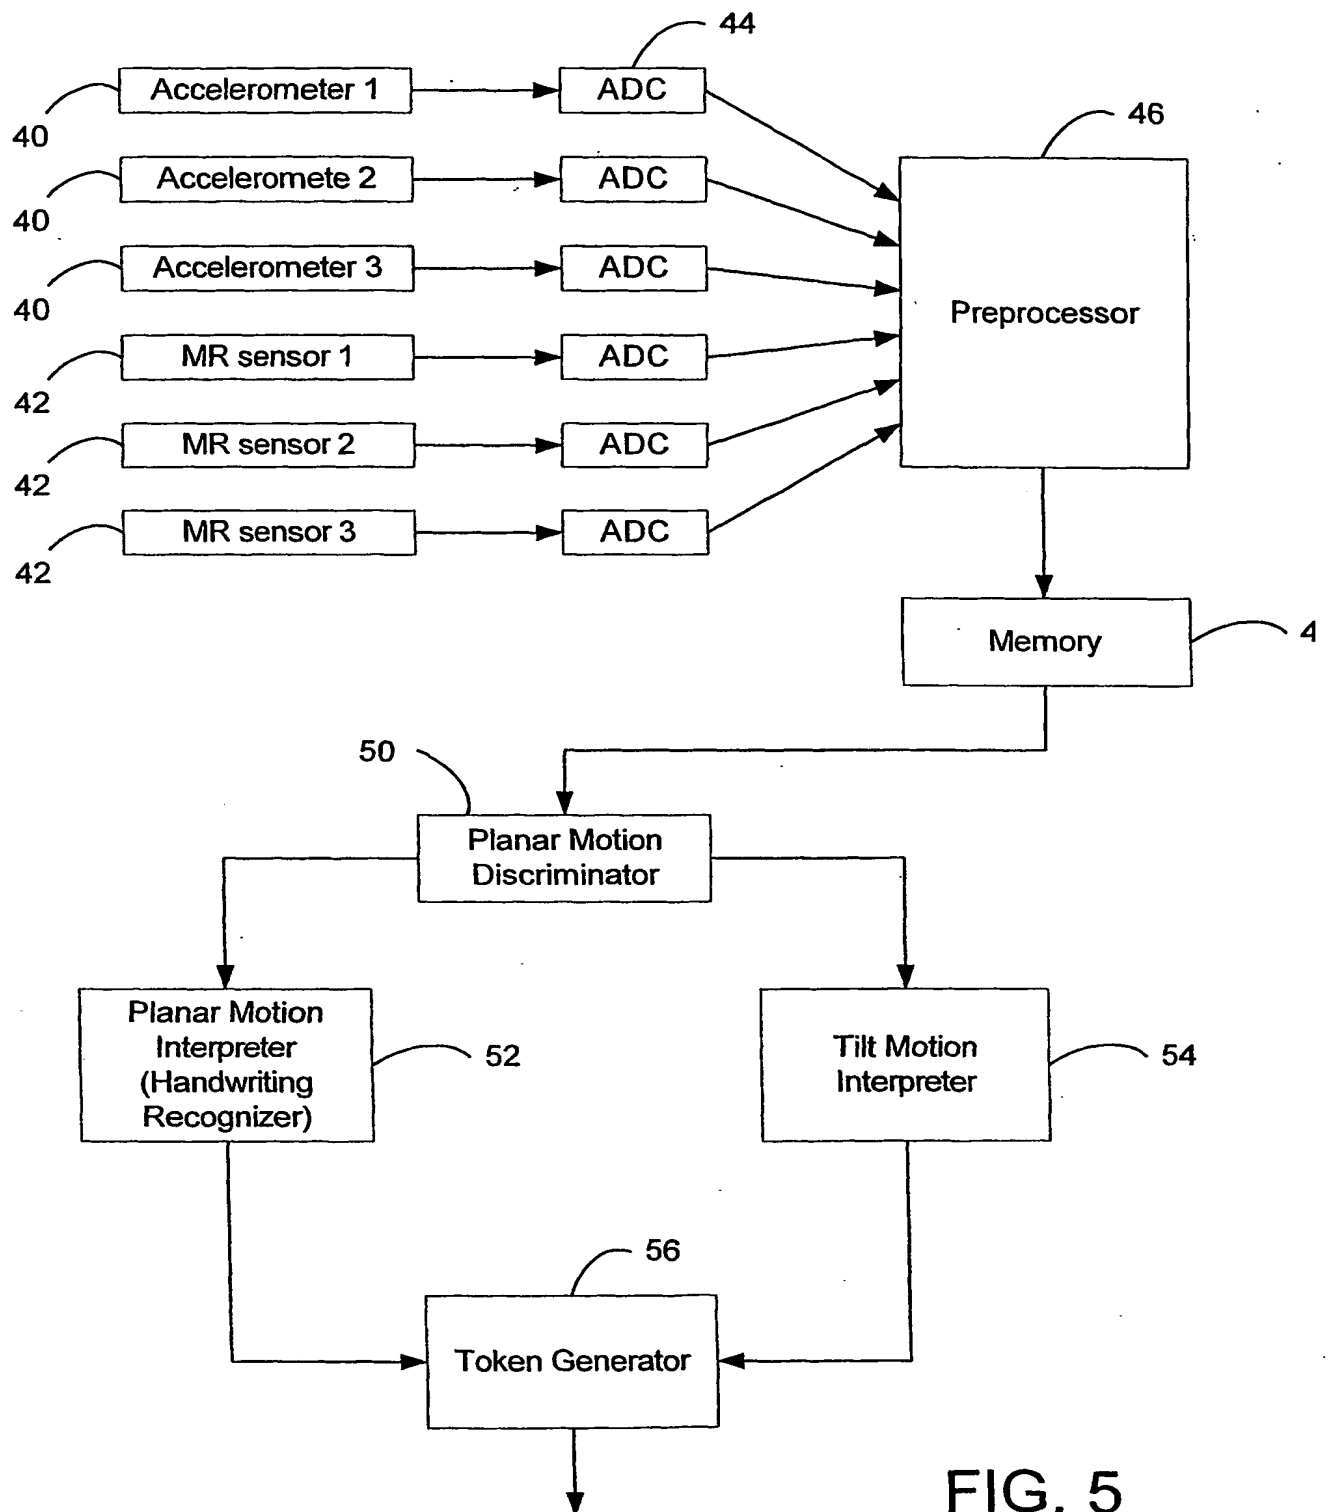 44
Accelerometer 1
ADC
46
40
Acceleromete 2
ADC
40
Accelerometer 3
ADC
40
Preprocessor
MR sensor 1
ADC
42
MR sensor 2
ADC
42
MR sensor 3
ADC
42
Memory
4
50
Planar Motion
Discriminator
Planar Motion
Interpreter
(Handwriting
Recognizer)
52
Tilt Motion
Interpreter
54
56
Token Generator
FIG. 5